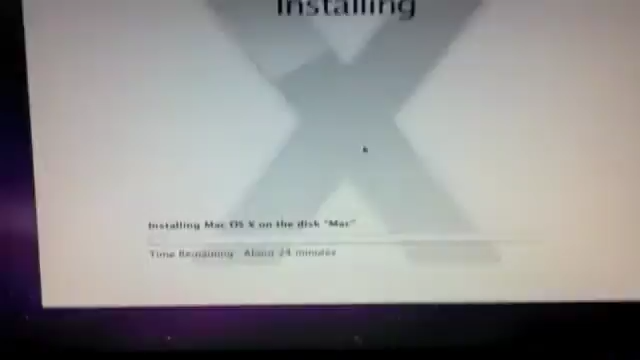 Installing
Installing Mac OS X on the disk "Mac"
Time Remaining: About 24 minutes